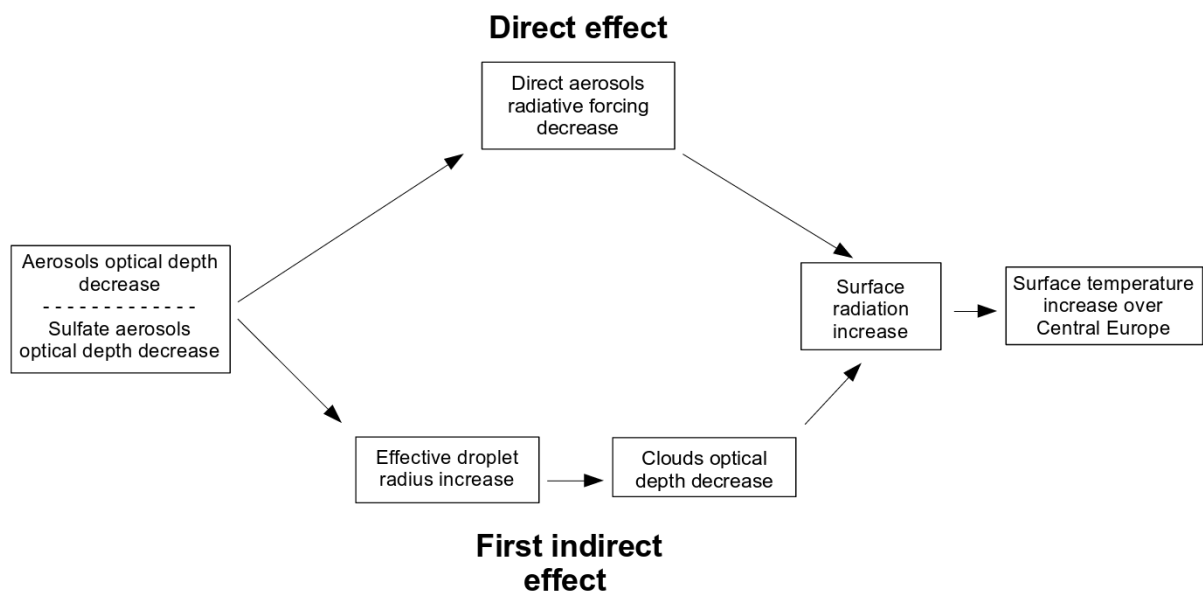 Direct effect
Direct aerosols
radiative forcing
decrease
Aerosols optical depth
decrease
Sulfate aerosols
optical depth decrease
Surface
radiation
increase
Surface temperature
increase over
Central Europe
Effective droplet
radius increase
Clouds optical
depth decrease
First indirect
effect